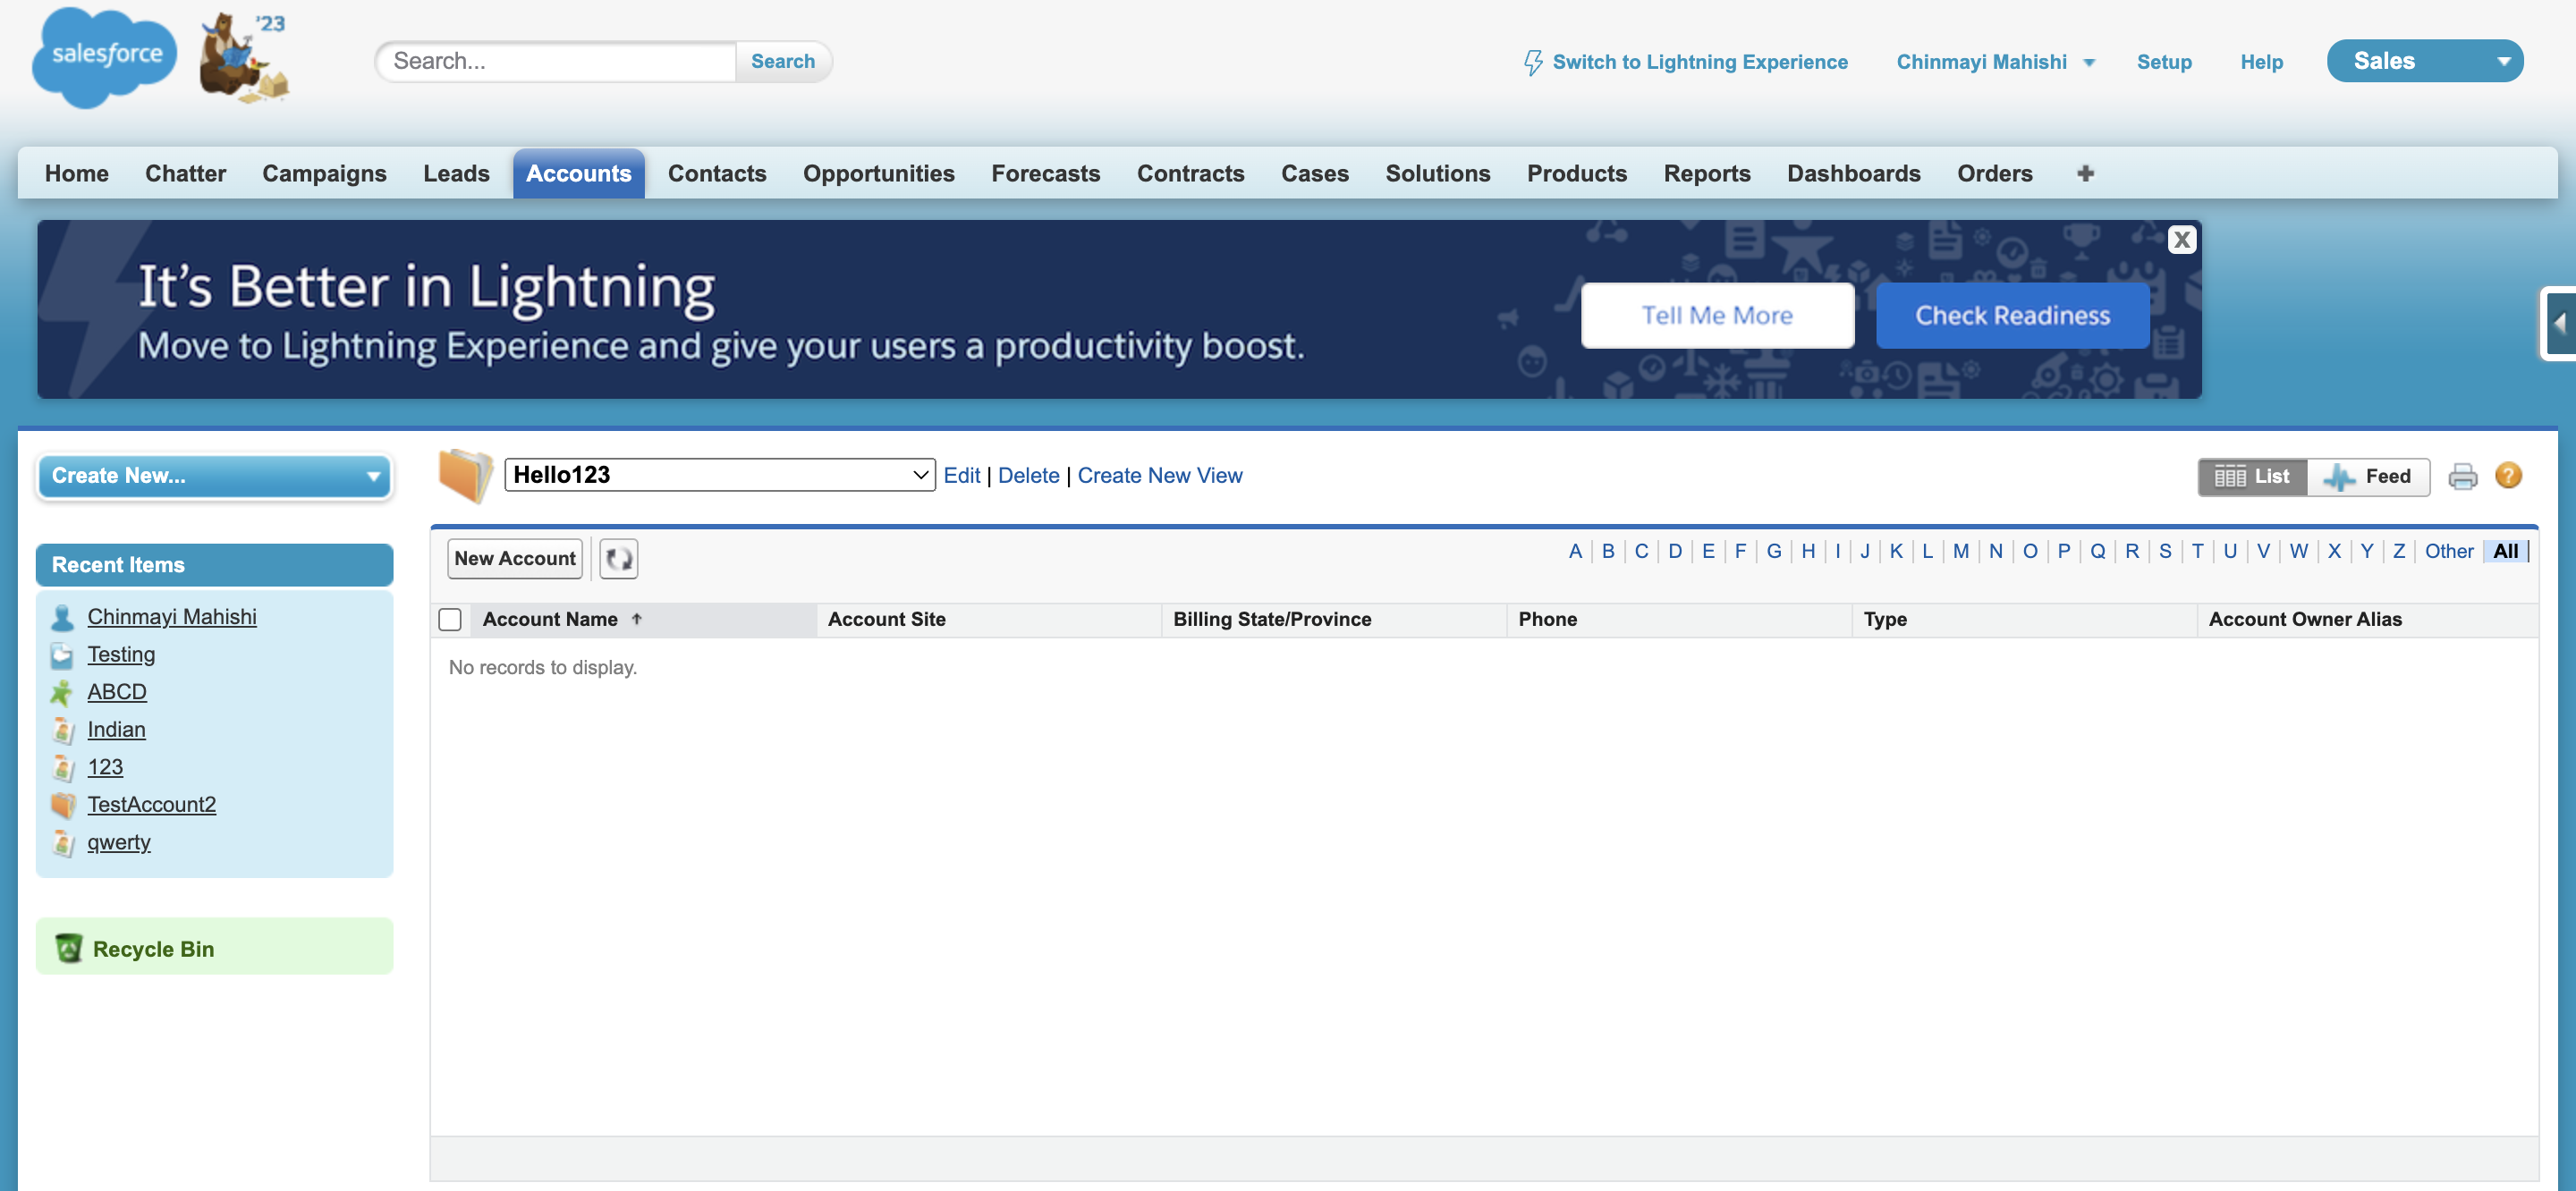 salesforce
'23
Search...
Search
Switch to Lightning Experience
Chinmayi Mahishi
Setup
Help
Sales
Home Chatter Campaigns Leads Accounts Contacts Opportunities Forecasts Contracts Cases Solutions Products Reports Dashboards Orders +
It's Better in Lightning
Move to Lightning Experience and give your users a productivity boost.
Tell Me More
Check Readiness
X
Create New...
Hello123
Edit | Delete | Create New View
List
Feed
?
Recent Items
Chinmayi Mahishi
Testing
ABCD
Indian
123
TestAccount2
qwerty
Recycle Bin
New Account
A | B | C | D | E | F | G | H | I | J | K | L | M | N | O | P | Q | R | S | T | U | V | W | X | Y | Z | Other | All
Account Name Account Site Billing State/Province Phone Type Account Owner Alias
No records to display.